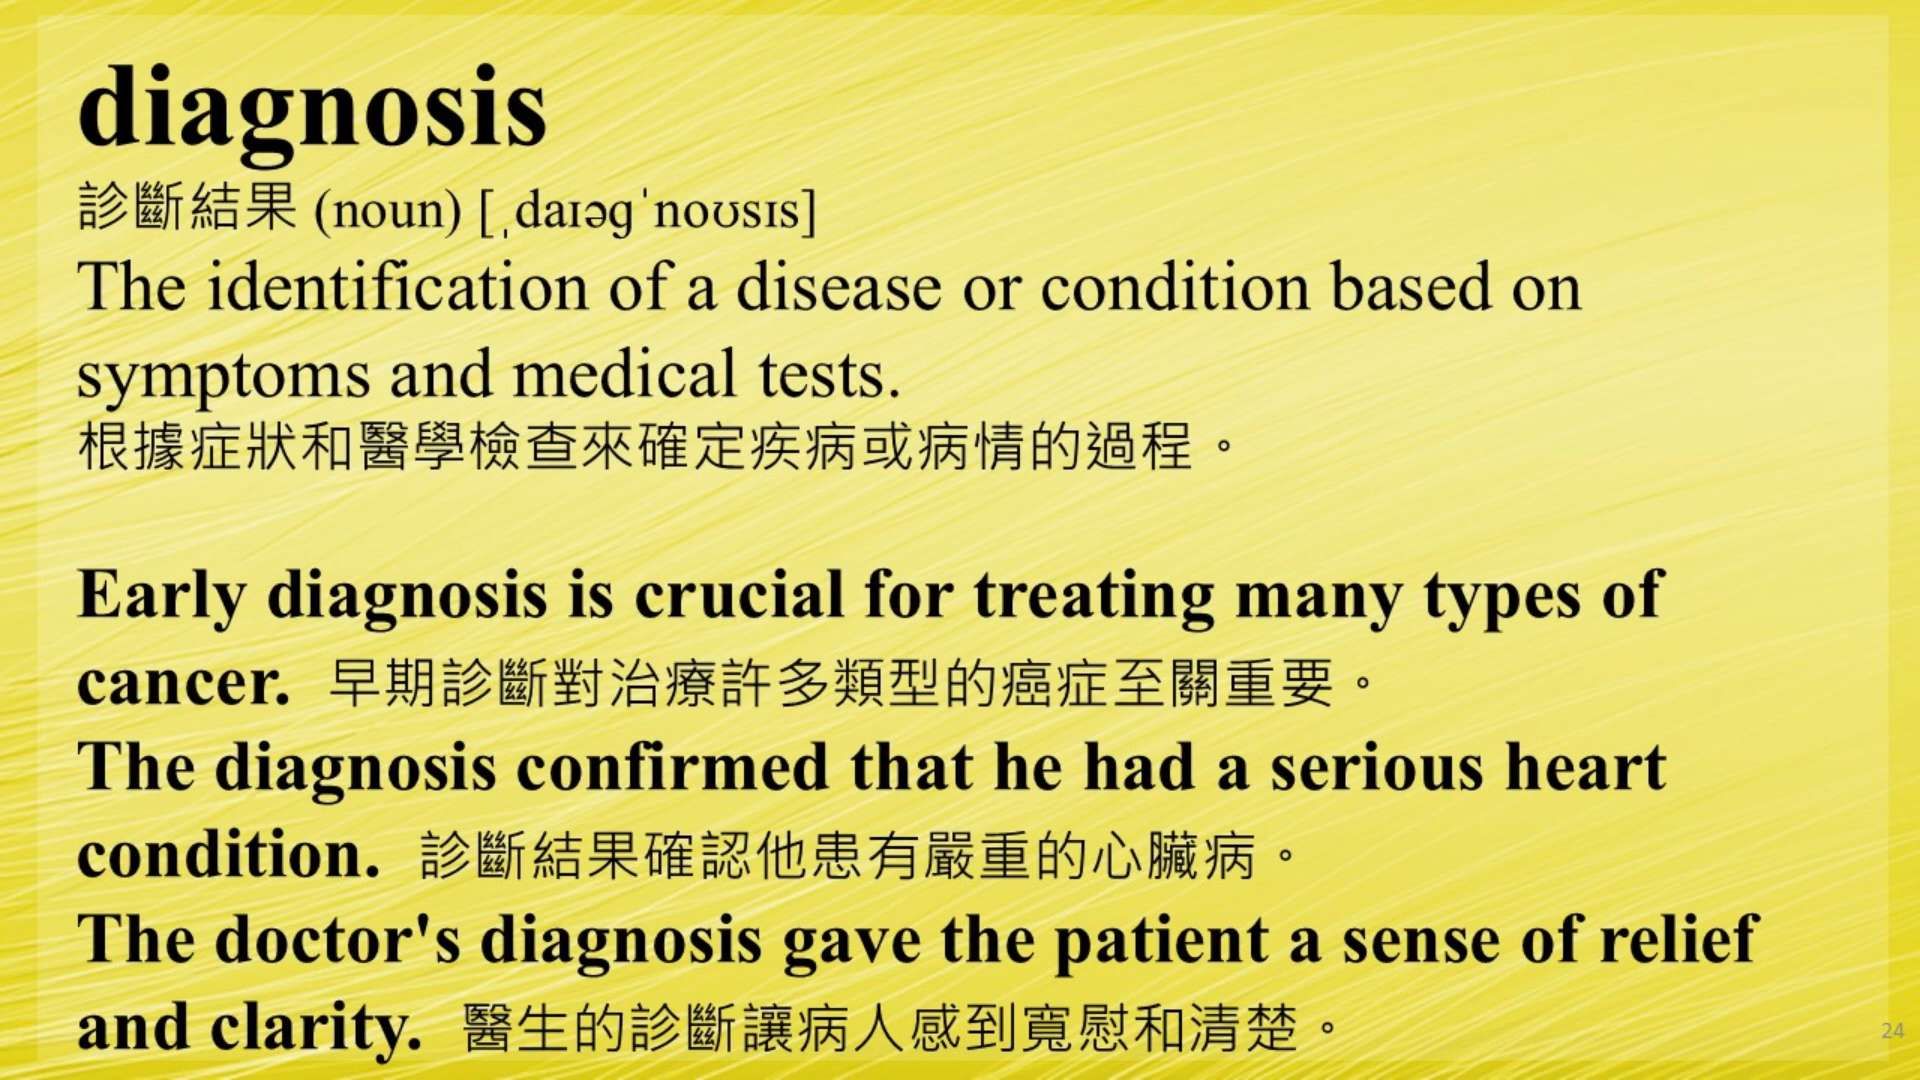 diagnosis
診斷結果 (noun) [ˌdaɪəɡˈnoʊsɪs]
The identification of a disease or condition based on
symptoms and medical tests.
根據症狀和醫學檢查來確定疾病或病情的過程。
Early diagnosis is crucial for treating many types of
cancer. 早期診斷對治療許多類型的癌症至關重要。
The diagnosis confirmed that he had a serious heart
condition. 診斷結果確認他患有嚴重的心臟病。
The doctor's diagnosis gave the patient a sense of relief
and clarity. 醫生的診斷讓病人感到寬慰和清楚。
24